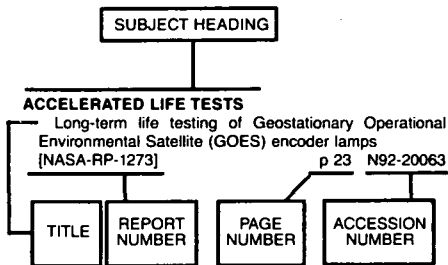 SUBJECT HEADING
ACCELERATED LIFE TESTS
Long-term life testing of Geostationary Operational
Environmental Satellite (GOES) encoder lamps
[NASA-RP-1273] p 23 N92-20063
TITLE REPORT NUMBER PAGE NUMBER ACCESSION NUMBER